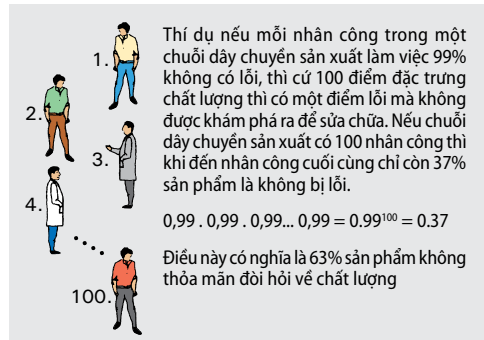 Thí dụ nếu mỗi nhân công trong một
chuỗi dây chuyền sản xuất làm việc 99%
không có lỗi, thì cứ 100 điểm đặc trưng
chất lượng thì có một điểm lỗi mà không
được khám phá ra để sửa chữa. Nếu chuỗi
dây chuyền sản xuất có 100 nhân công thì
khi đến nhân công cuối cùng chỉ còn 37%
sản phẩm là không bị lỗi.
0,99 . 0,99 . 0,99... 0,99 = 0.99¹⁰⁰ = 0.37
Điều này có nghĩa là 63% sản phẩm không
thỏa mãn đòi hỏi về chất lượng
1.
2.
3.
4.
100.